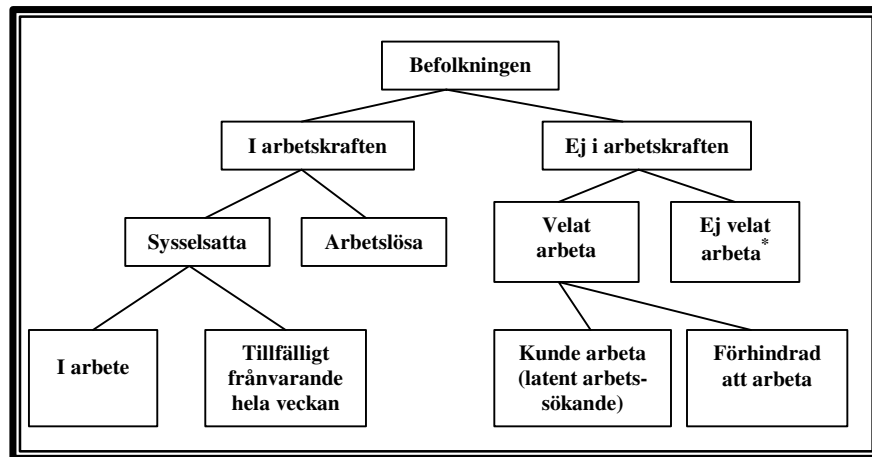 Befolkningen
I arbetskraften
Ej i arbetskraften
Sysselsatta
Arbetslösa
Velat
arbeta
Ej velat
arbeta*
I arbete
Tillfälligt
frånvarande
hela veckan
Kunde arbeta
(latent arbets-
sökande)
Förhindrad
att arbeta